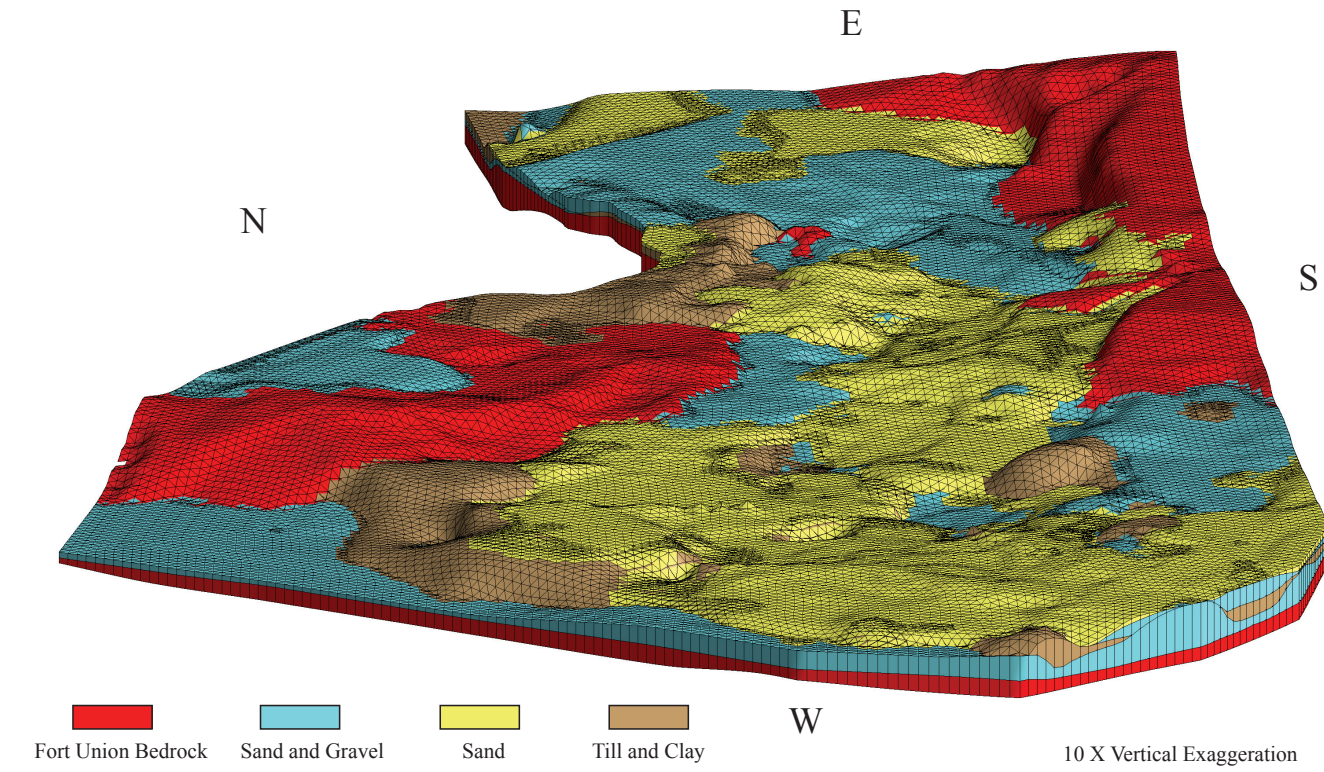 E
N
S
W
Fort Union Bedrock
Sand and Gravel
Sand
Till and Clay
10 X Vertical Exaggeration